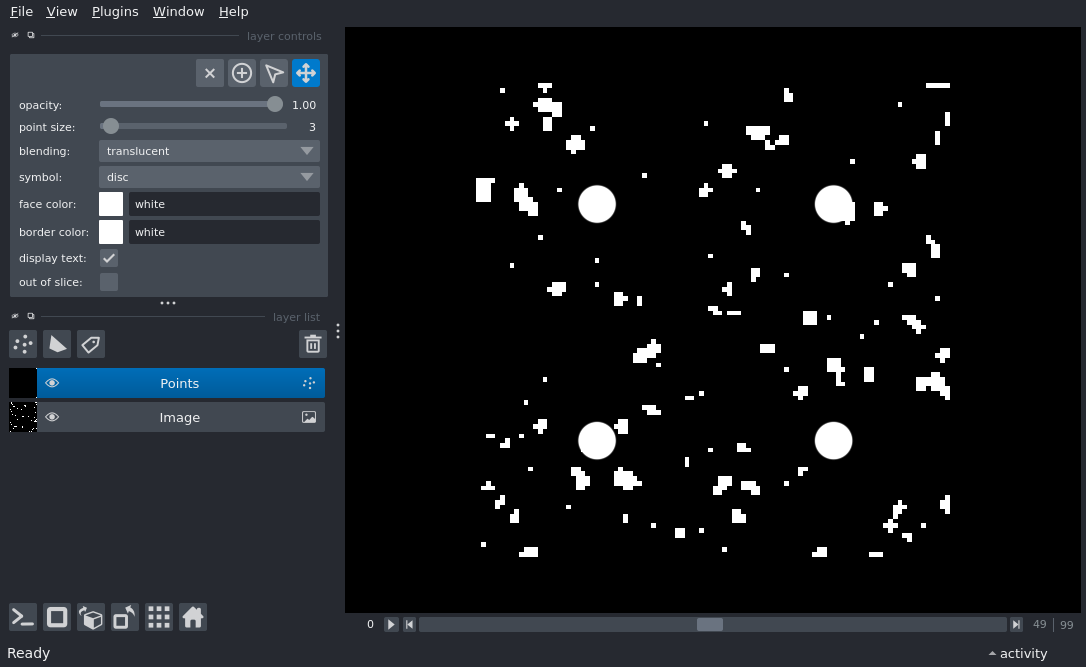 File View Plugins Window Help
layer controls
opacity: 1.00
point size: 3
blending: translucent
symbol: disc
face color: white
border color: white
display text:
out of slice:
layer list
Points
Image
0 49 | 99
Ready activity